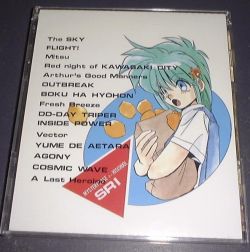 The SKY
FLIGHT!
Mitsu
Red night of KAWASAKI CITY
Arthur's Good Manners
OUTBREAK
BOKU HA HYOHON
Fresh Breeze
DD-DAY TRIPER
INSIDE POWER
Vector
YUME DE AETARA
AGONY
COSMIC WAVE
A Last Heroine
SRI